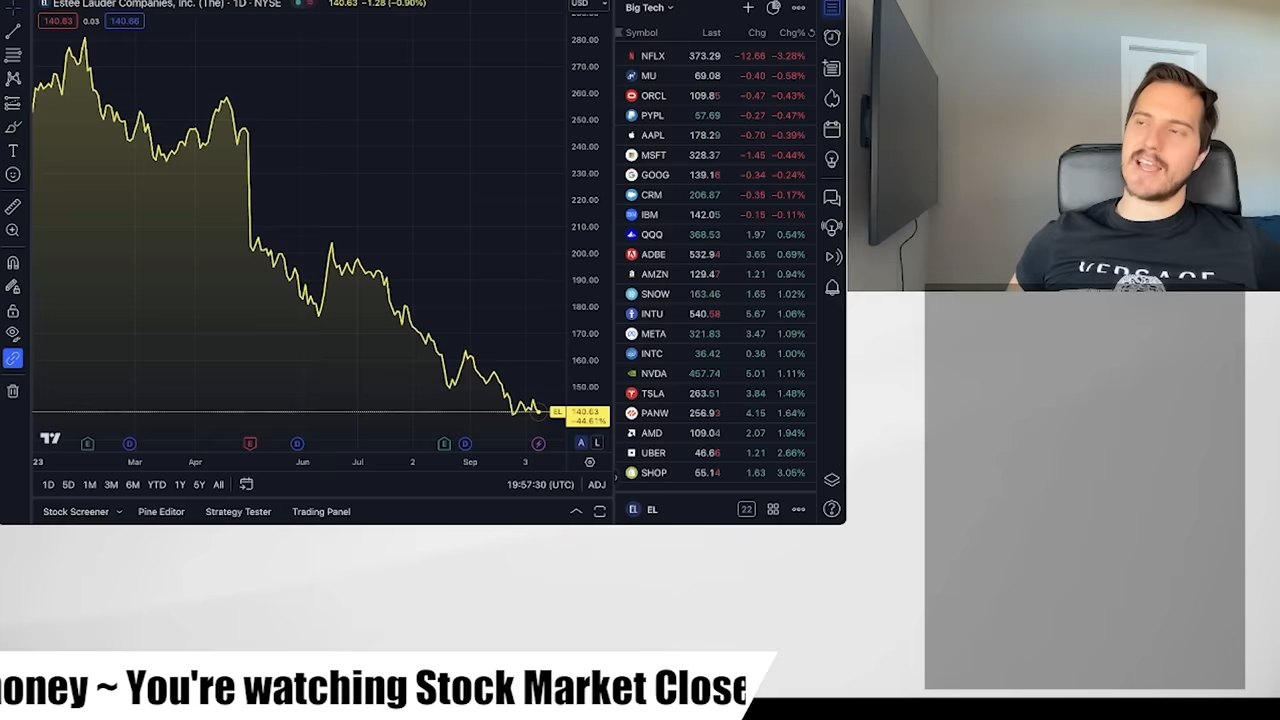 Estee Lauder Companies, Inc. (The) · 1D · NYSE 140.63 −1.28 (−0.90%) USD
140.63 0.03 140.66
280.00
270.00
260.00
250.00
240.00
230.00
220.00
210.00
200.00
190.00
180.00
170.00
160.00
150.00
EL 140.63
−44.61%
E D E D E D A L
23 Mar Apr Jun Jul 2 Sep 3
1D 5D 1M 3M 6M YTD 1Y 5Y All 19:57:30 (UTC) ADJ
Stock Screener Pine Editor Strategy Tester Trading Panel
Big Tech
Symbol Last Chg Chg%
NFLX 373.29 −12.66 −3.28%
MU 69.08 −0.40 −0.58%
ORCL 109.85 −0.47 −0.43%
PYPL 57.69 −0.27 −0.47%
AAPL 178.29 −0.70 −0.39%
MSFT 328.37 −1.45 −0.44%
GOOG 139.16 −0.34 −0.24%
CRM 206.87 −0.35 −0.17%
IBM 142.05 −0.15 −0.11%
QQQ 368.53 1.97 0.54%
ADBE 532.94 3.65 0.69%
AMZN 129.47 1.21 0.94%
SNOW 163.46 1.65 1.02%
INTU 540.58 5.67 1.06%
META 321.83 3.47 1.09%
INTC 36.42 0.36 1.00%
NVDA 457.74 5.01 1.11%
TSLA 263.51 3.84 1.48%
PANW 256.93 4.15 1.64%
AMD 109.04 2.07 1.94%
UBER 46.66 1.21 2.66%
SHOP 55.14 1.63 3.05%
EL EL 22
VERSACE
money ~ You're watching Stock Market Close